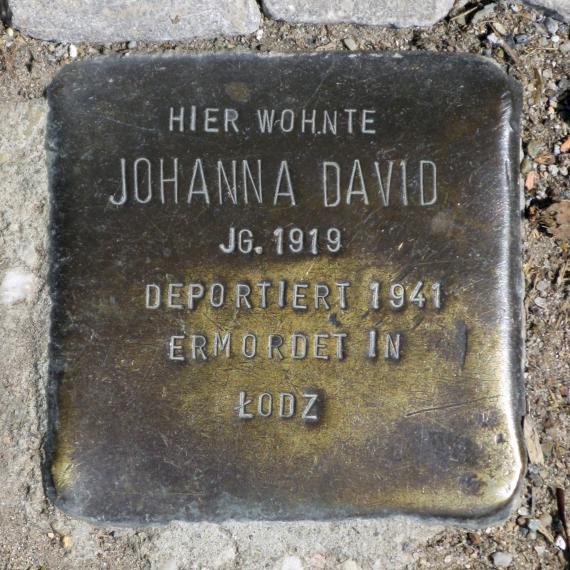 HIER WOHNTE
JOHANNA DAVID
JG. 1919
DEPORTIERT 1941
ERMORDET IN
ŁODZ